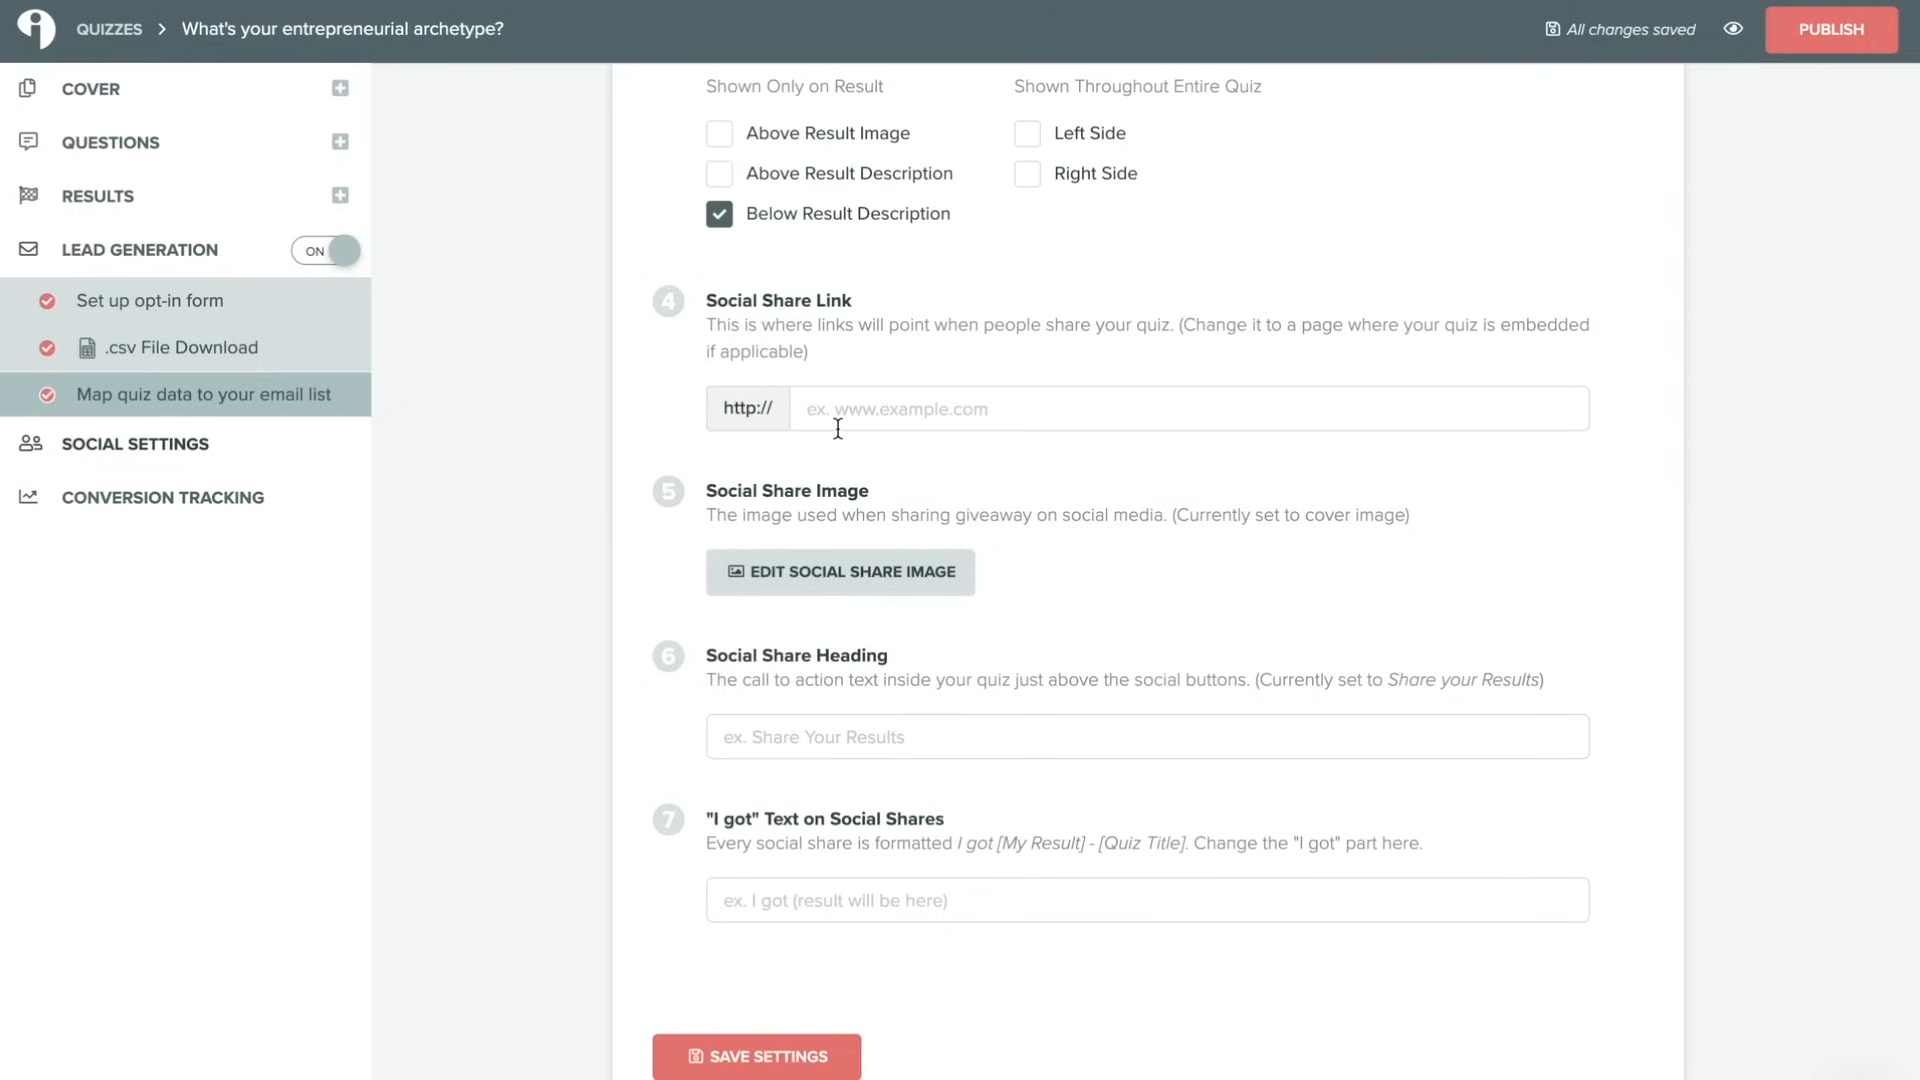 QUIZZES > What's your entrepreneurial archetype?
All changes saved
PUBLISH
COVER
QUESTIONS
RESULTS
LEAD GENERATION
ON
Set up opt-in form
.csv File Download
Map quiz data to your email list
SOCIAL SETTINGS
CONVERSION TRACKING
Shown Only on Result
Shown Throughout Entire Quiz
Above Result Image
Left Side
Above Result Description
Right Side
Below Result Description
4 Social Share Link
This is where links will point when people share your quiz. (Change it to a page where your quiz is embedded
if applicable)
http:// ex. www.example.com
5 Social Share Image
The image used when sharing giveaway on social media. (Currently set to cover image)
EDIT SOCIAL SHARE IMAGE
6 Social Share Heading
The call to action text inside your quiz just above the social buttons. (Currently set to Share your Results)
ex. Share Your Results
7 "I got" Text on Social Shares
Every social share is formatted I got [My Result] - [Quiz Title]. Change the "I got" part here.
ex. I got (result will be here)
SAVE SETTINGS